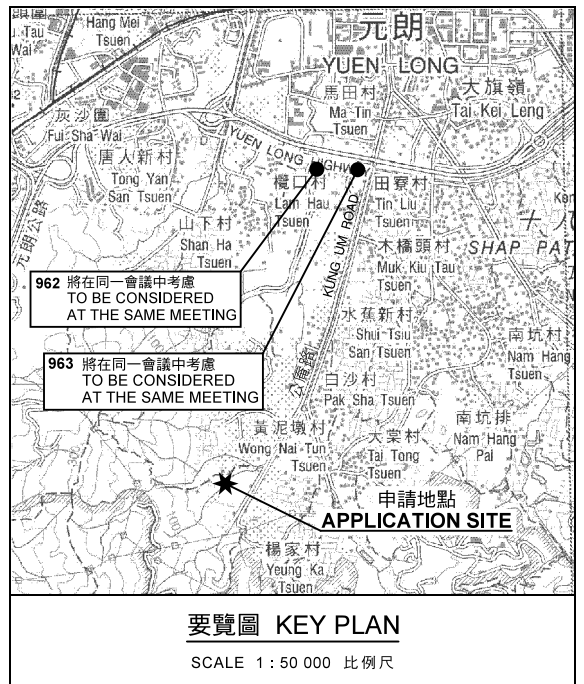 Hang Mei
Tsuen
Tau
Wai
元朗
YUEN LONG
馬田村
Ma Tin
Tsuen
大旗嶺
Tai Kei Leng
灰沙圍
Fui Sha Wai
YUEN LONG HIGHWAY
唐人新村
Tong Yan
San Tsuen
欖口村
Lam Hau
Tsuen
田寮村
Tin Liu
Tsuen
元朗公路
山下村
Shan Ha
Tsuen
KUNG UM ROAD
木橋頭村
Muk Kiu Tau
Tsuen
十八
SHAP PAT
962 將在同一會議中考慮
TO BE CONSIDERED
AT THE SAME MEETING
水蕉新村
Shui Tsiu
San Tsuen
南坑村
Nam Hang
Tsuen
963 將在同一會議中考慮
TO BE CONSIDERED
AT THE SAME MEETING
公庵路
白沙村
Pak Sha Tsuen
黃泥墩村
Wong Nai Tun
Tsuen
大棠村
Tai Tong
Tsuen
南坑排
Nam Hang
Pai
申請地點
APPLICATION SITE
楊家村
Yeung Ka
Tsuen
要覽圖 KEY PLAN
SCALE 1 : 50 000 比例尺